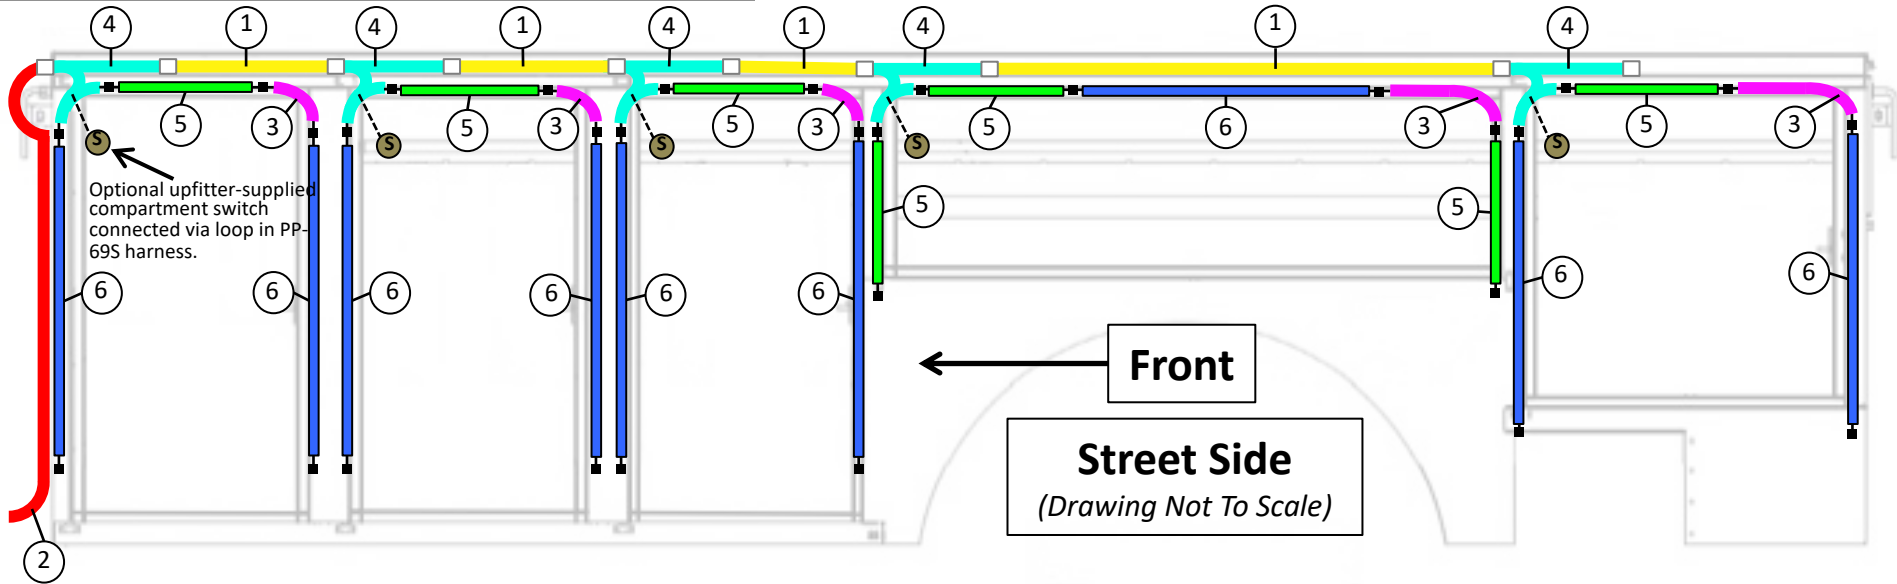 4 1 4 1 4 1 4 1 4
5 3 5 3 5 3 5 6 3 5 3
S S S S S
Optional upfitter-supplied
compartment switch
connected via loop in PP-
69S harness.
5 5
6 6 6 6 6 6 6 6
Front
Street Side
(Drawing Not To Scale)
2